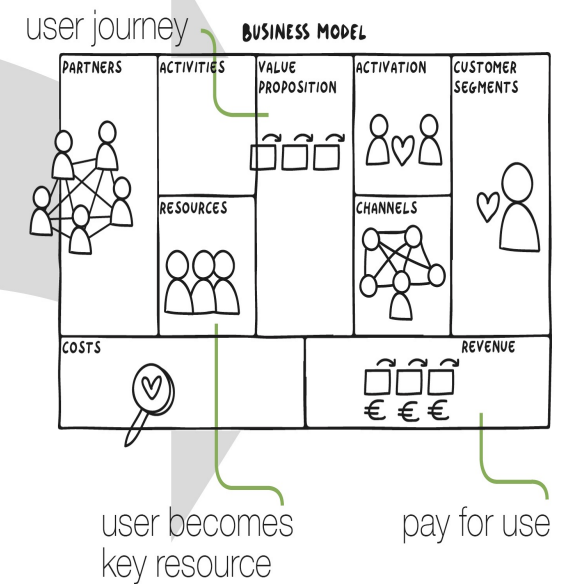 user journey
BUSINESS MODEL
PARTNERS
ACTIVITIES
VALUE
PROPOSITION
ACTIVATION
CUSTOMER
SEGMENTS
RESOURCES
CHANNELS
COSTS
REVENUE
€ € €
user becomes
key resource
pay for use